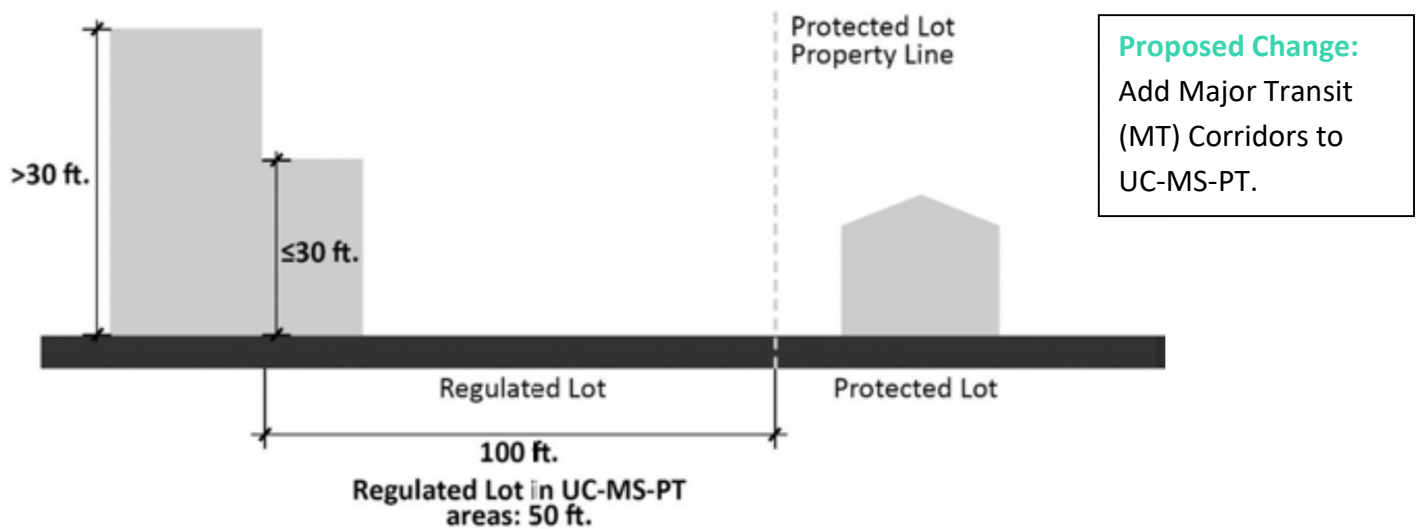 Protected Lot
Property Line
Proposed Change:
Add Major Transit
(MT) Corridors to
UC-MS-PT.
>30 ft.
≤30 ft.
Regulated Lot
Protected Lot
100 ft.
Regulated Lot in UC-MS-PT
areas: 50 ft.